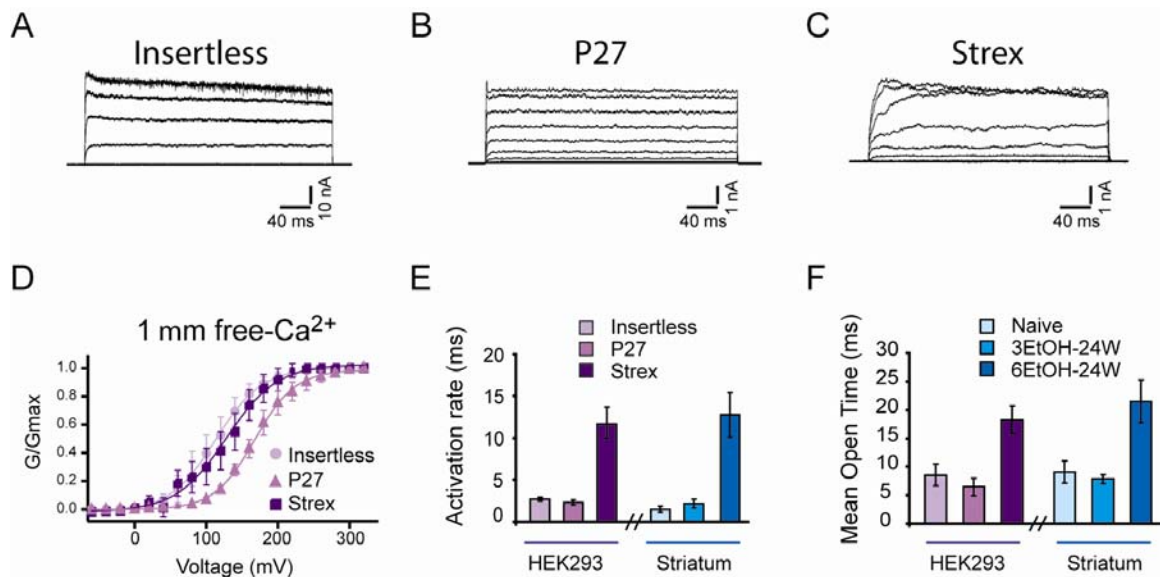 A
Insertless
40 ms
10 nA
B
P27
40 ms
1 nA
C
Strex
40 ms
1 nA
D
1 mm free-Ca2+
G/Gmax
1.0
0.8
0.6
0.4
0.2
0.0
0
100
200
300
Voltage (mV)
Insertless
P27
Strex
E
Insertless
P27
Strex
Activation rate (ms)
20
15
10
5
0
HEK293
Striatum
F
Naive
3EtOH-24W
6EtOH-24W
Mean Open Time (ms)
30
25
20
15
10
5
0
HEK293
Striatum